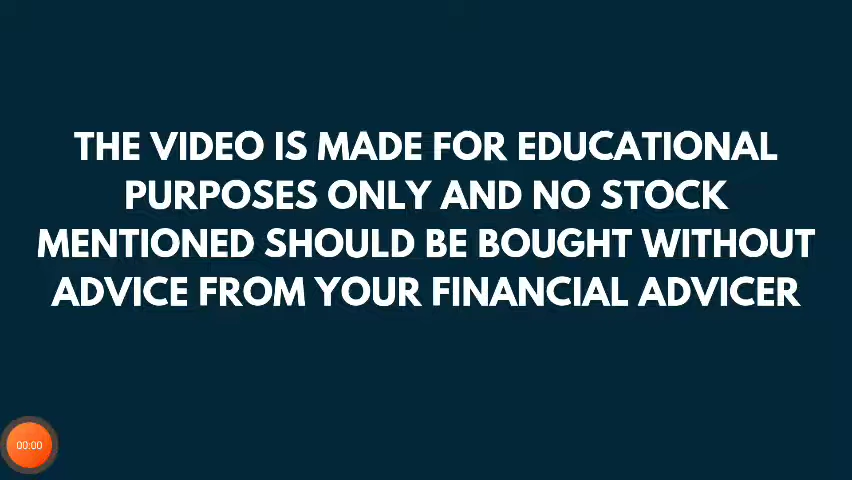 THE VIDEO IS MADE FOR EDUCATIONAL
PURPOSES ONLY AND NO STOCK
MENTIONED SHOULD BE BOUGHT WITHOUT
ADVICE FROM YOUR FINANCIAL ADVICER
00:00